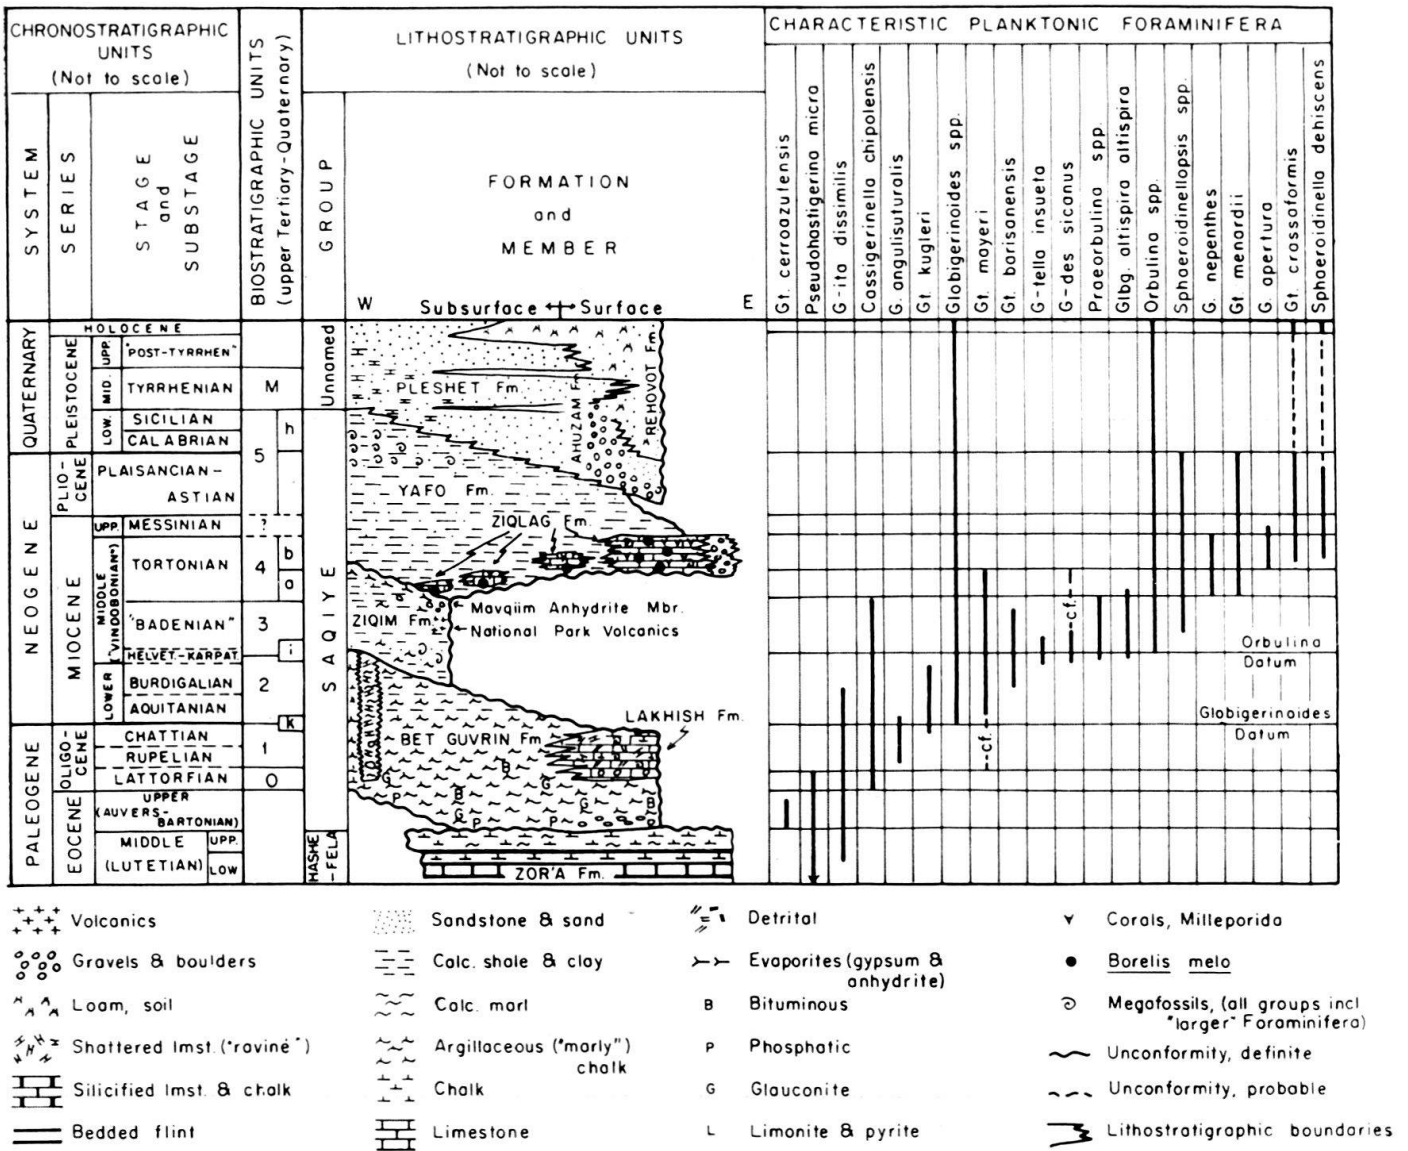 CHRONOSTRATIGRAPHIC
UNITS
(Not to scale)
BIOSTRATIGRAPHIC UNITS
(upper Tertiary-Quaternary)
LITHOSTRATIGRAPHIC UNITS
(Not to scale)
CHARACTERISTIC PLANKTONIC FORAMINIFERA
SYSTEM
SERIES
STAGE
and
SUBSTAGE
GROUP
FORMATION
and
MEMBER
W
Subsurface
Surface
E
Gt. cerroazulensis
Pseudohastigerina micra
G-ita dissimilis
Cassigerinella chipolensis
G. angulisuturalis
Gt. kugleri
Globigerinoides spp.
Gt. mayeri
Gt. barisanensis
G-tella insueta
G-des sicanus
Praeorbulina spp.
Glbg. altispira altispira
Orbulina spp.
Sphaeroidinellopsis spp.
G. nepenthes
Gt. menardii
G. apertura
Gt. crassaformis
Sphaeroidinella dehiscens
QUATERNARY
NEOGENE
PALEOGENE
PLEISTOCENE
PLIO-
CENE
MIOCENE
OLIGO-
CENE
EOCENE
HOLOCENE
UPP.
"POST-TYRRHEN"
MID.
TYRRHENIAN
LOW.
SICILIAN
CALABRIAN
PLAISANCIAN-
ASTIAN
UPP.
MESSINIAN
MIDDLE
("VINDOBONIAN")
TORTONIAN
"BADENIAN"
HELVET-KARPAT
LOWER
BURDIGALIAN
AQUITANIAN
CHATTIAN
RUPELIAN
LATTORFIAN
UPPER
(AUVERS-
BARTONIAN)
MIDDLE
(LUTETIAN)
UPP.
LOW
M
h
5
?
b
4
a
3
i
2
k
1
O
Unnamed
SAQIYE
HASHE
-FELA
PLESHET Fm.
AHUZAM Fm.
REHOVOT Fm.
YAFO Fm.
ZIQLAG Fm.
ZIQIM Fm.
Mavqiim Anhydrite Mbr.
National Park Volcanics
BET GUVRIN Fm.
LAKHISH Fm.
B
G
G
P
B
G
P
G
B
ZOR'A Fm.
cf.
cf.
Orbulina
Datum
Globigerinoides
Datum
Volcanics
Gravels & boulders
Loam, soil
Shattered lmst. ("raviné")
Silicified lmst. & chalk
Bedded flint
Sandstone & sand
Calc. shale & clay
Calc. marl
Argillaceous ("marly")
chalk
Chalk
Limestone
Detrital
Evaporites (gypsum &
anhydrite)
B Bituminous
P Phosphatic
G Glauconite
L Limonite & pyrite
Corals, Milleporida
Borelis melo
Megafossils, (all groups incl
"larger" Foraminifera)
Unconformity, definite
Unconformity, probable
Lithostratigraphic boundaries